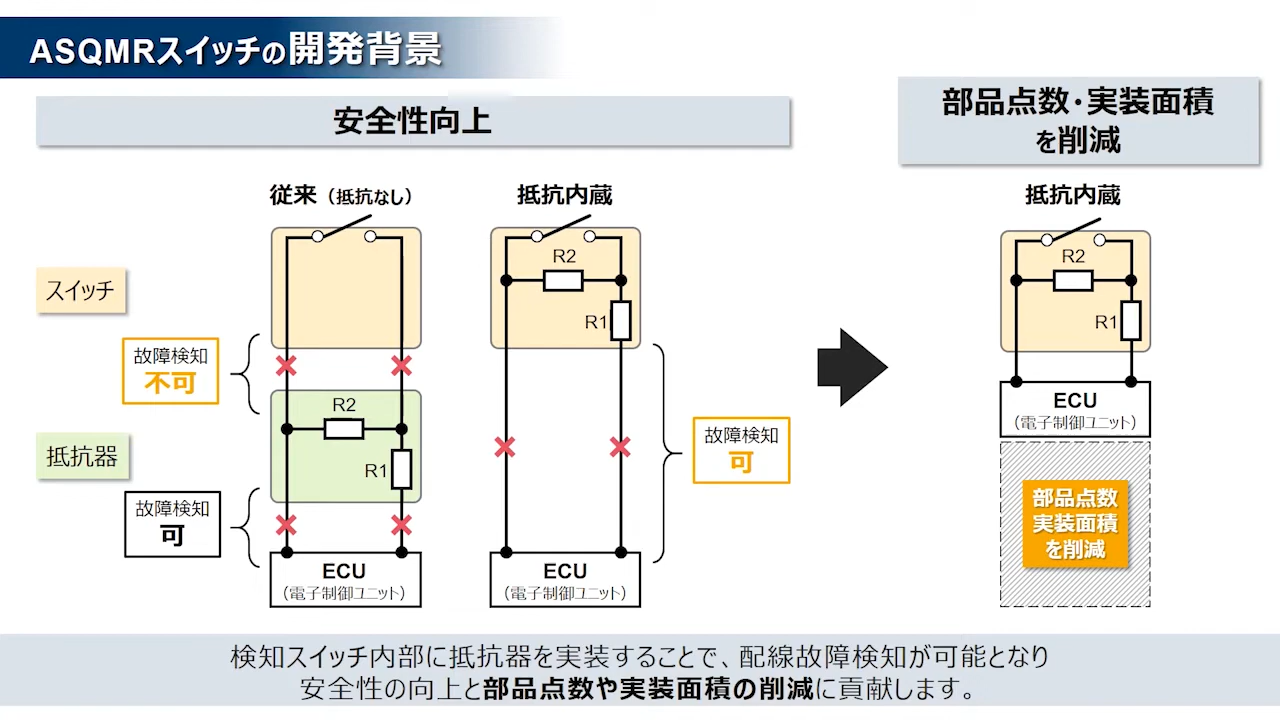 ASQMRスイッチの開発背景
安全性向上
部品点数・実装面積
を削減
従来（抵抗なし）
抵抗内蔵
抵抗内蔵
R2
R2
スイッチ
R1
R1
故障検知
不可
R2
ECU
（電子制御ユニット）
故障検知
可
抵抗器
R1
部品点数
実装面積
を削減
故障検知
可
ECU
（電子制御ユニット）
ECU
（電子制御ユニット）
検知スイッチ内部に抵抗器を実装することで、配線故障検知が可能となり
安全性の向上と部品点数や実装面積の削減に貢献します。